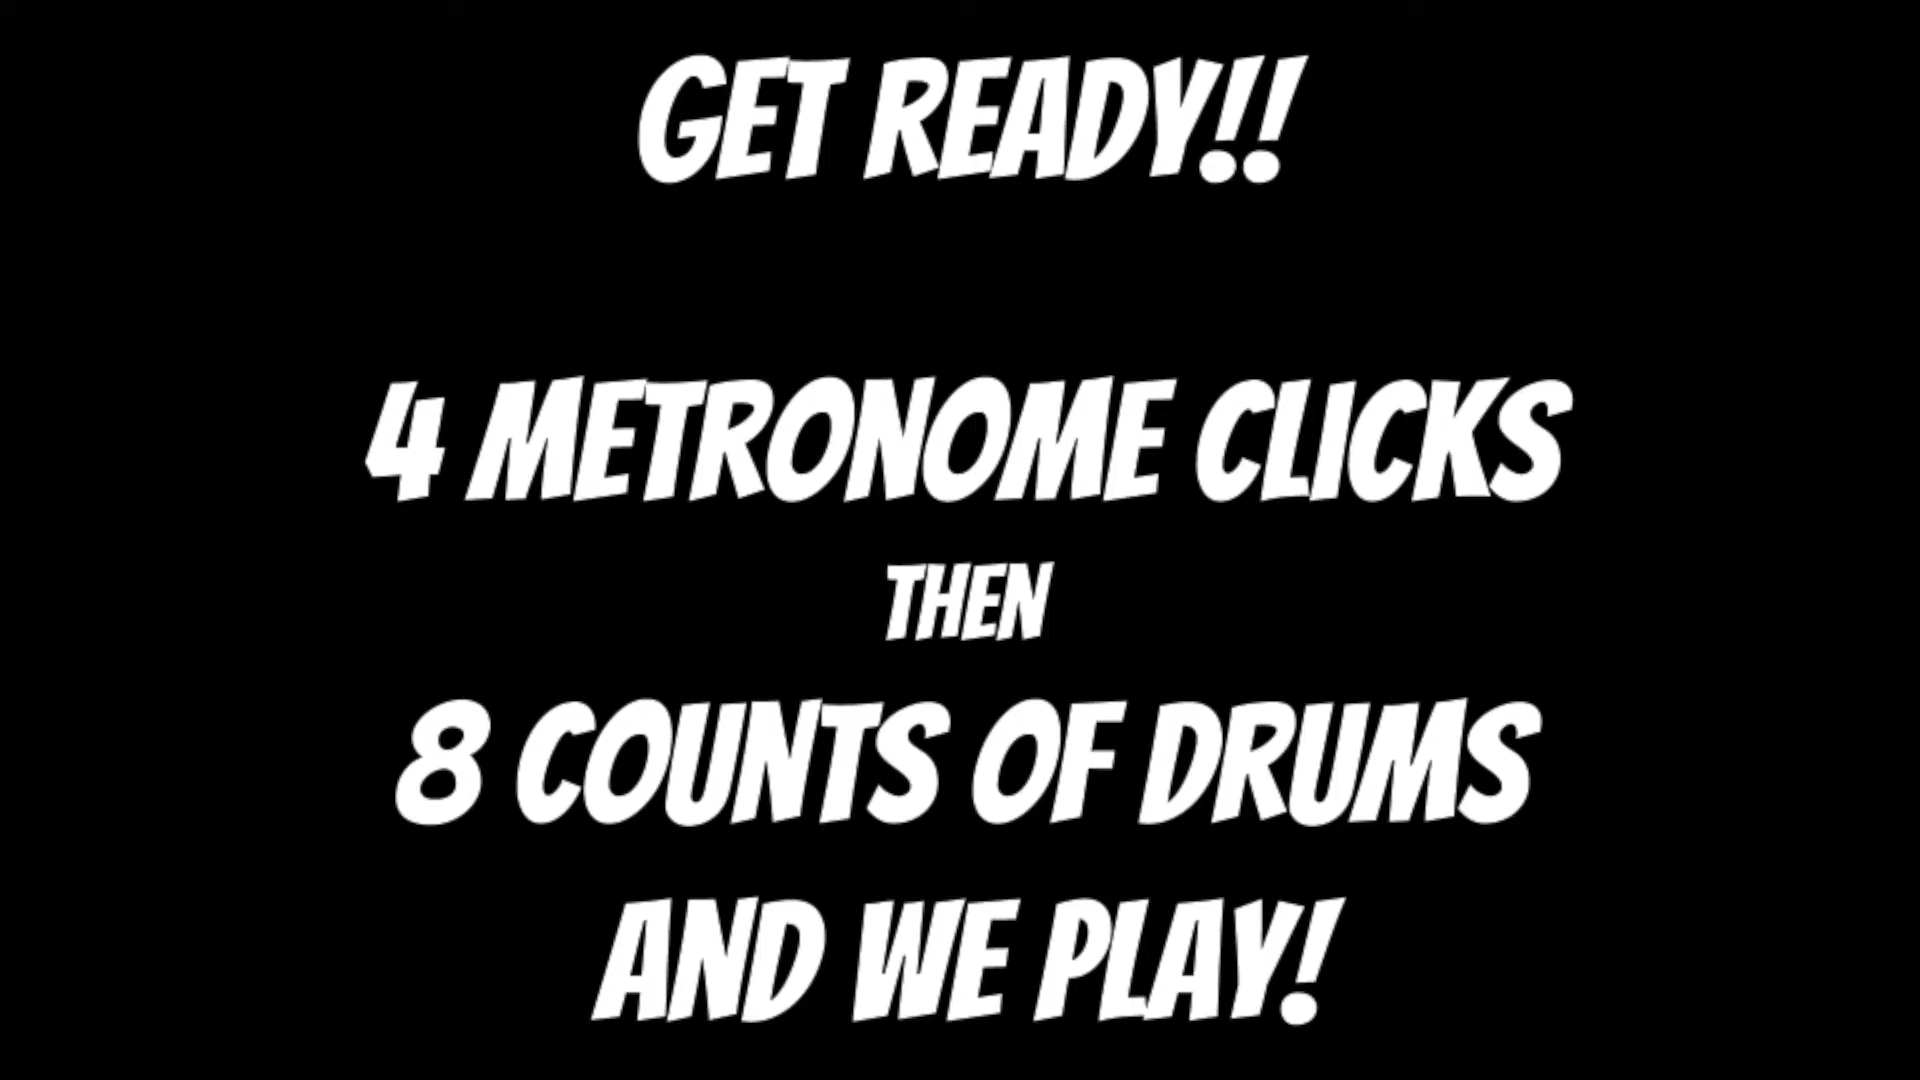 GET READY!!
4 METRONOME CLICKS
THEN
8 COUNTS OF DRUMS
AND WE PLAY!